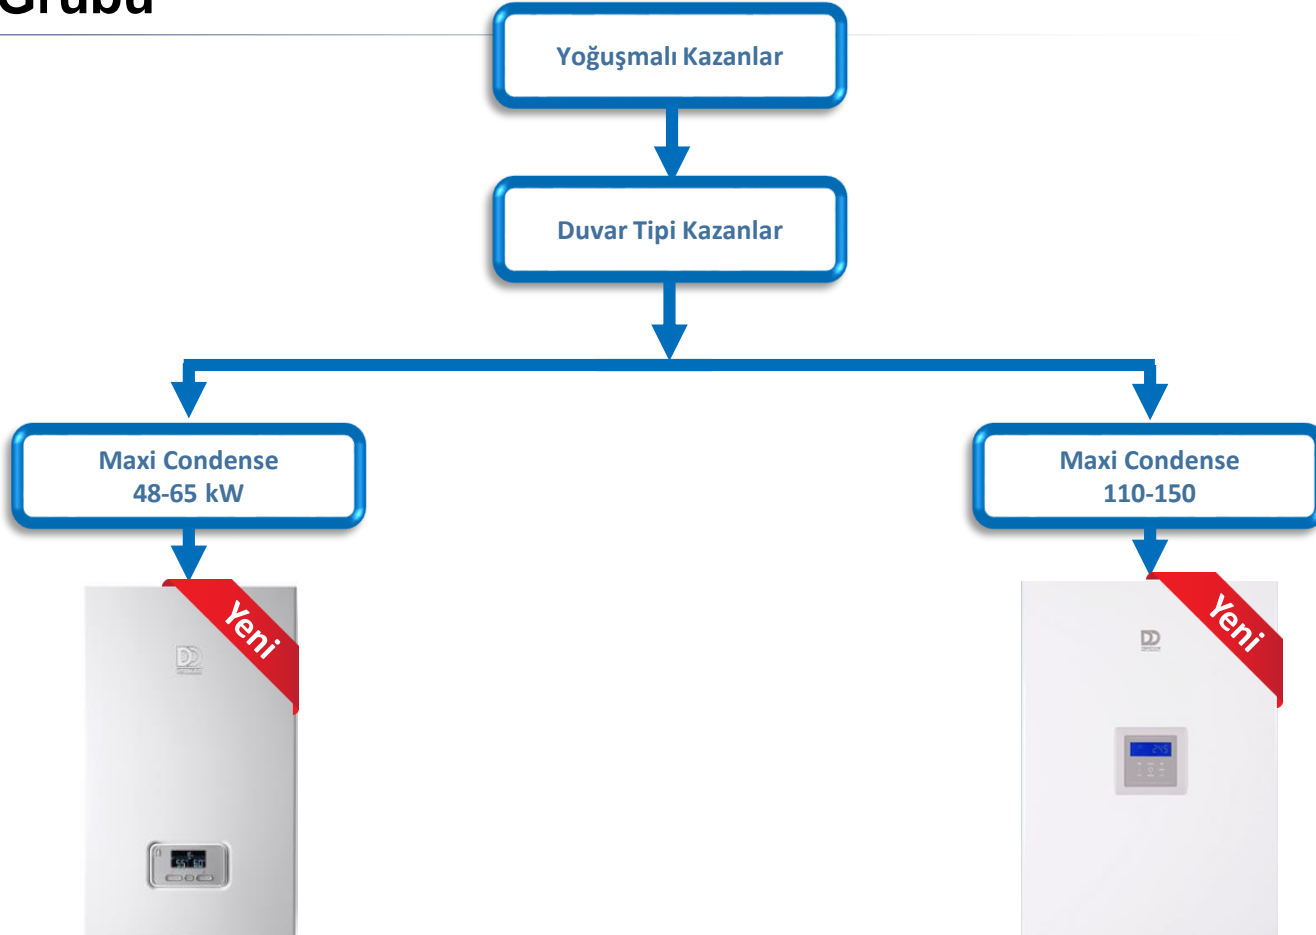 Grubu
Yoğuşmalı Kazanlar
Duvar Tipi Kazanlar
Maxi Condense
48-65 kW
Maxi Condense
110-150
Yeni
Yeni